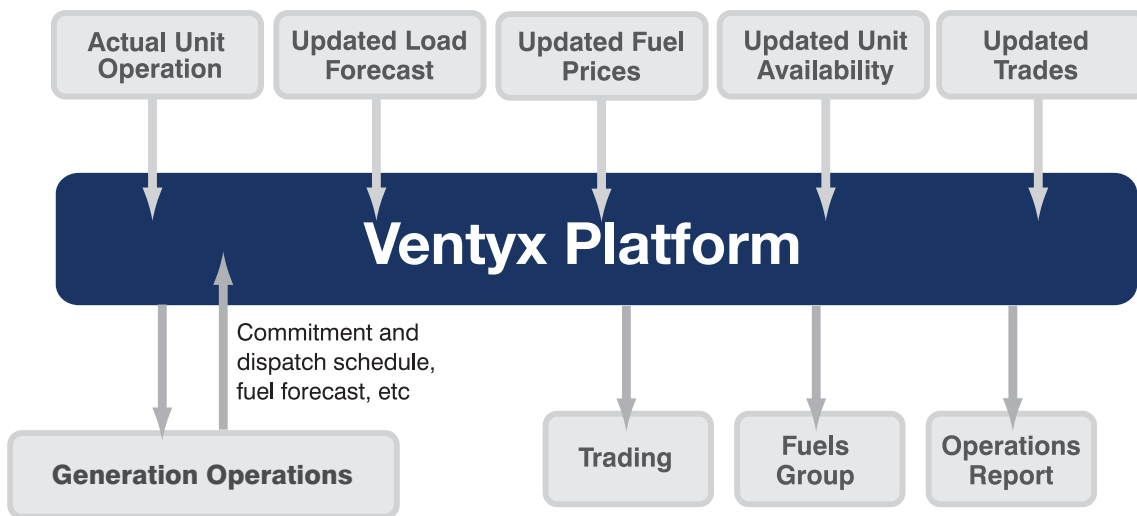 Actual Unit
Operation
Updated Load
Forecast
Updated Fuel
Prices
Updated Unit
Availability
Updated
Trades
Ventyx Platform
Commitment and
dispatch schedule,
fuel forecast, etc
Generation Operations
Trading
Fuels
Group
Operations
Report